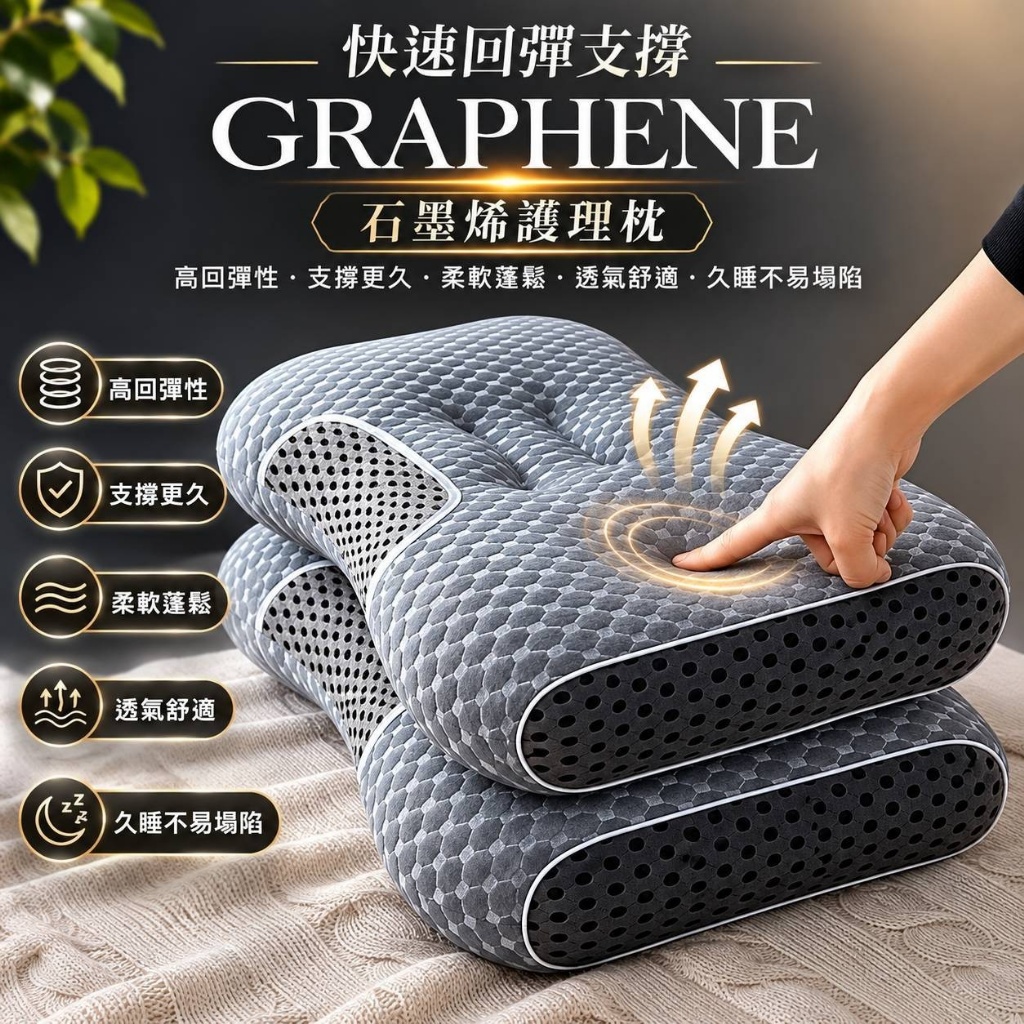 快速回彈支撐
GRAPHENE
石墨烯護理枕
高回彈性・支撐更久・柔軟蓬鬆・透氣舒適・久睡不易塌陷
高回彈性
支撐更久
柔軟蓬鬆
透氣舒適
zzz
久睡不易塌陷